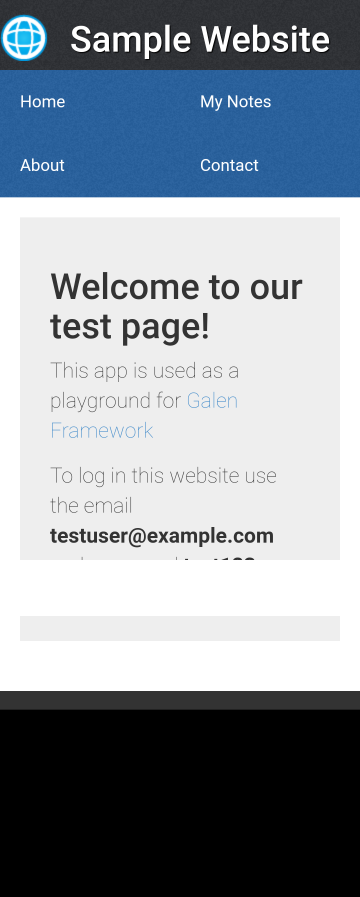 Sample Website
Home
My Notes
About
Contact
Welcome to our
test page!
This app is used as a
playground for Galen
Framework
To log in this website use
the email
testuser@example.com